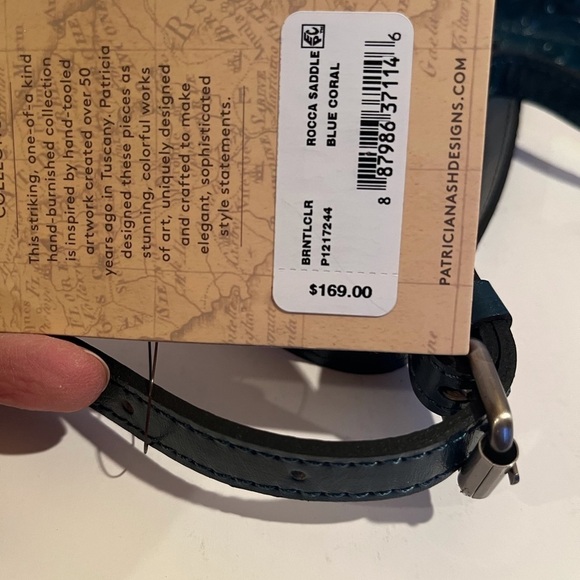 This striking, one-of-a kind
hand-burnished collection
is inspired by hand-tooled
artwork created over 50
years ago in Tuscany. Patricia
designed these pieces as
stunning, colorful works
of art, uniquely designed
and crafted to make
elegant, sophisticated
style statements.
ROCCA SADDLE
BLUE CORAL
BRNTLCLR
P1217244
8 87986 37114 6
$169.00
PATRICIANASHDESIGNS.COM